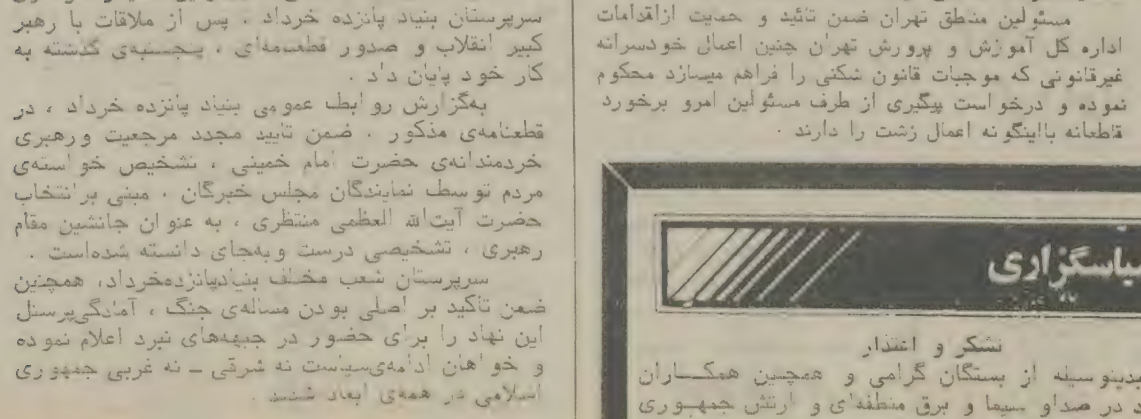 مسئولین منطق تهران ضمن تائید و حمایت ازاقدامات
اداره کل آموزش و پرورش تهران چنین اعمال خودسرانه
غیرقانونی که موجبات قانون شکنی را فراهم میسازد محکوم
نموده و درخواست پیگیری از طرف مسئولین امرو برخورد
قاطعانه بااینگونه اعمال زشت را دارند .
سپاسگزاری
تشکر و اعتذار
بدینوسیله از بستگان گرامی و همچنین همکـــاران
در صداو سیما و برق منطقه‌ای و ارتش جمهـوری
سرپرستان بنیاد پانزده خرداد . پس از ملاقات با رهبر
کبیر انقلاب و صدور قطعنامه‌ای ، پنجشنبه‌ی گذشته به
کار خود پایان داد .
به‌گزارش روابط عمومی بنیاد پانزده خرداد ، در
قطعنامه‌ی مذکور . ضمن تایید مجدد مرجعیت ورهبری
خردمندانه‌ی حضرت امام خمینی ، تشخیص خواسته‌ی
مردم توسط نمایندگان مجلس خبرگان . مبنی برانتخاب
حضرت آیت‌اله العظمی منتظری ، به عنوان جانشین مقام
رهبری ، تشخیصی درست وبه‌جای دانسته شده‌است .
سرپرستان شعب مختلف بنیادپانزده‌خرداد، همچنین
ضمن تاکید بر اصلی بودن مساله‌ی جنگ ، آمادگی‌پرسنل
این نهاد را برای حضور در جبهه‌های نبرد اعلام نموده
و خواهان ادامه‌ی‌سیاست نه شرقی ــ نه غربی جمهوری
اسلامی در همه‌ی ابعاد شدند .